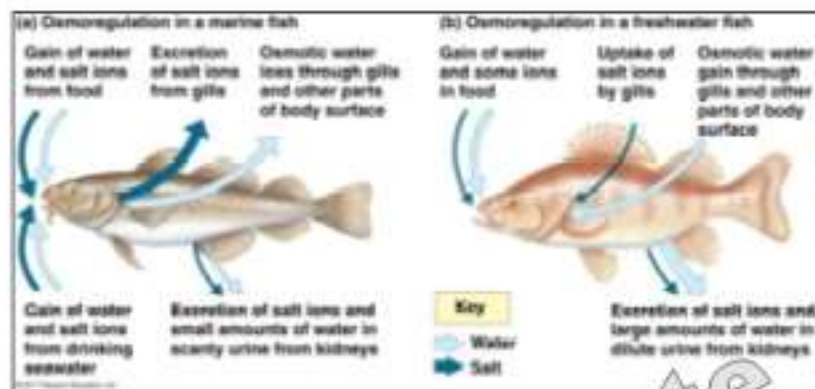 (a) Osmoregulation in a marine fish
Gain of water
and salt ions
from food
Excretion
of salt ions
from gills
Osmotic water
loss through gills
and other parts
of body surface
Gain of water
and salt ions
from drinking
seawater
Excretion of salt ions and
small amounts of water in
scanty urine from kidneys
(b) Osmoregulation in a freshwater fish
Gain of water
and some ions
in food
Uptake of
salt ions
by gills
Osmotic water
gain through
gills and other
parts of body
surface
Key
Water
Salt
Excretion of salt ions and
large amounts of water in
dilute urine from kidneys